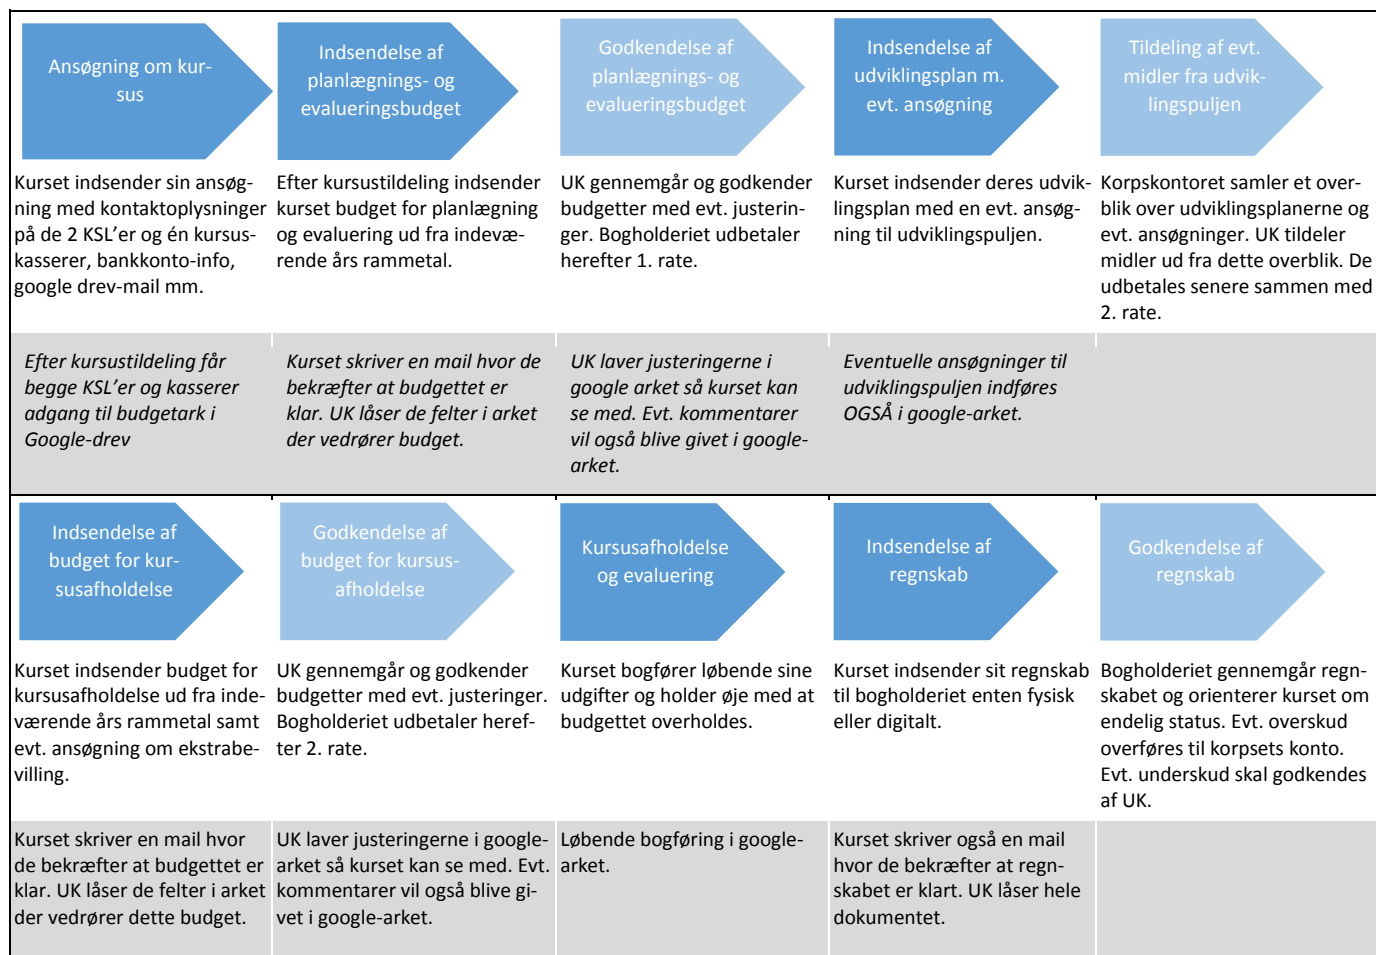 Ansøgning om kur-
sus
Indsendelse af
planlægnings- og
evalueringsbudget
Godkendelse af
planlægnings- og
evalueringsbudget
Indsendelse af
udviklingsplan m.
evt. ansøgning
Tildeling af evt.
midler fra udvik-
lingspuljen
Kurset indsender sin ansøg-
ning med kontaktoplysninger
på de 2 KSL'er og én kursus-
kasserer, bankkonto-info,
google drev-mail mm.
Efter kursustildeling indsender
kurset budget for planlægning
og evaluering ud fra indevæ-
rende års rammetal.
UK gennemgår og godkender
budgetter med evt. justerin-
ger. Bogholderiet udbetaler
herefter 1. rate.
Kurset indsender deres udvik-
lingsplan med en evt. ansøg-
ning til udviklingspuljen.
Korpskontoret samler et over-
blik over udviklingsplanerne og
evt. ansøgninger. UK tildeler
midler ud fra dette overblik. De
udbetales senere sammen med
2. rate.
Efter kursustildeling får
begge KSL'er og kasserer
adgang til budgetark i
Google-drev
Kurset skriver en mail hvor de
bekræfter at budgettet er
klar. UK låser de felter i arket
der vedrører budget.
UK laver justeringerne i
google arket så kurset kan
se med. Evt. kommentarer
vil også blive givet i google-
arket.
Eventuelle ansøgninger til
udviklingspuljen indføres
OGSÅ i google-arket.
Indsendelse af
budget for kur-
susafholdelse
Godkendelse af
budget for kursus-
afholdelse
Kursusafholdelse
og evaluering
Indsendelse af
regnskab
Godkendelse af
regnskab
Kurset indsender budget for
kursusafholdelse ud fra inde-
værende års rammetal samt
evt. ansøgning om ekstrabe-
villing.
UK gennemgår og godkender
budgetter med evt. justeringer.
Bogholderiet udbetaler heref-
ter 2. rate.
Kurset bogfører løbende sine
udgifter og holder øje med at
budgettet overholdes.
Kurset indsender sit regnskab
til bogholderiet enten fysisk
eller digitalt.
Bogholderiet gennemgår regn-
skabet og orienterer kurset om
endelig status. Evt. overskud
overføres til korpsets konto.
Evt. underskud skal godkendes
af UK.
Kurset skriver en mail hvor
de bekræfter at budgettet er
klar. UK låser de felter i arket
der vedrører dette budget.
UK laver justeringerne i google-
arket så kurset kan se med. Evt.
kommentarer vil også blive gi-
vet i google-arket.
Løbende bogføring i google-
arket.
Kurset skriver også en mail
hvor de bekræfter at regn-
skabet er klart. UK låser hele
dokumentet.